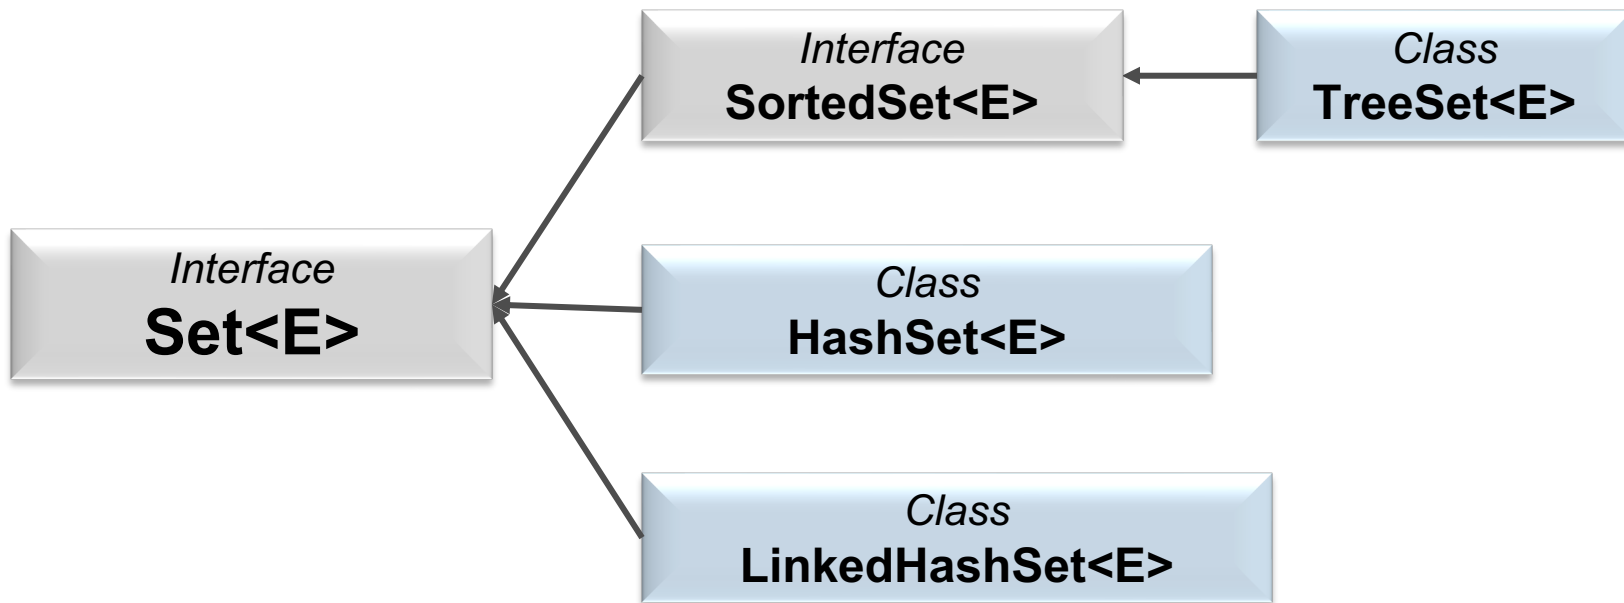 Interface
SortedSet<E>
Class
TreeSet<E>
Interface
Set<E>
Class
HashSet<E>
Class
LinkedHashSet<E>